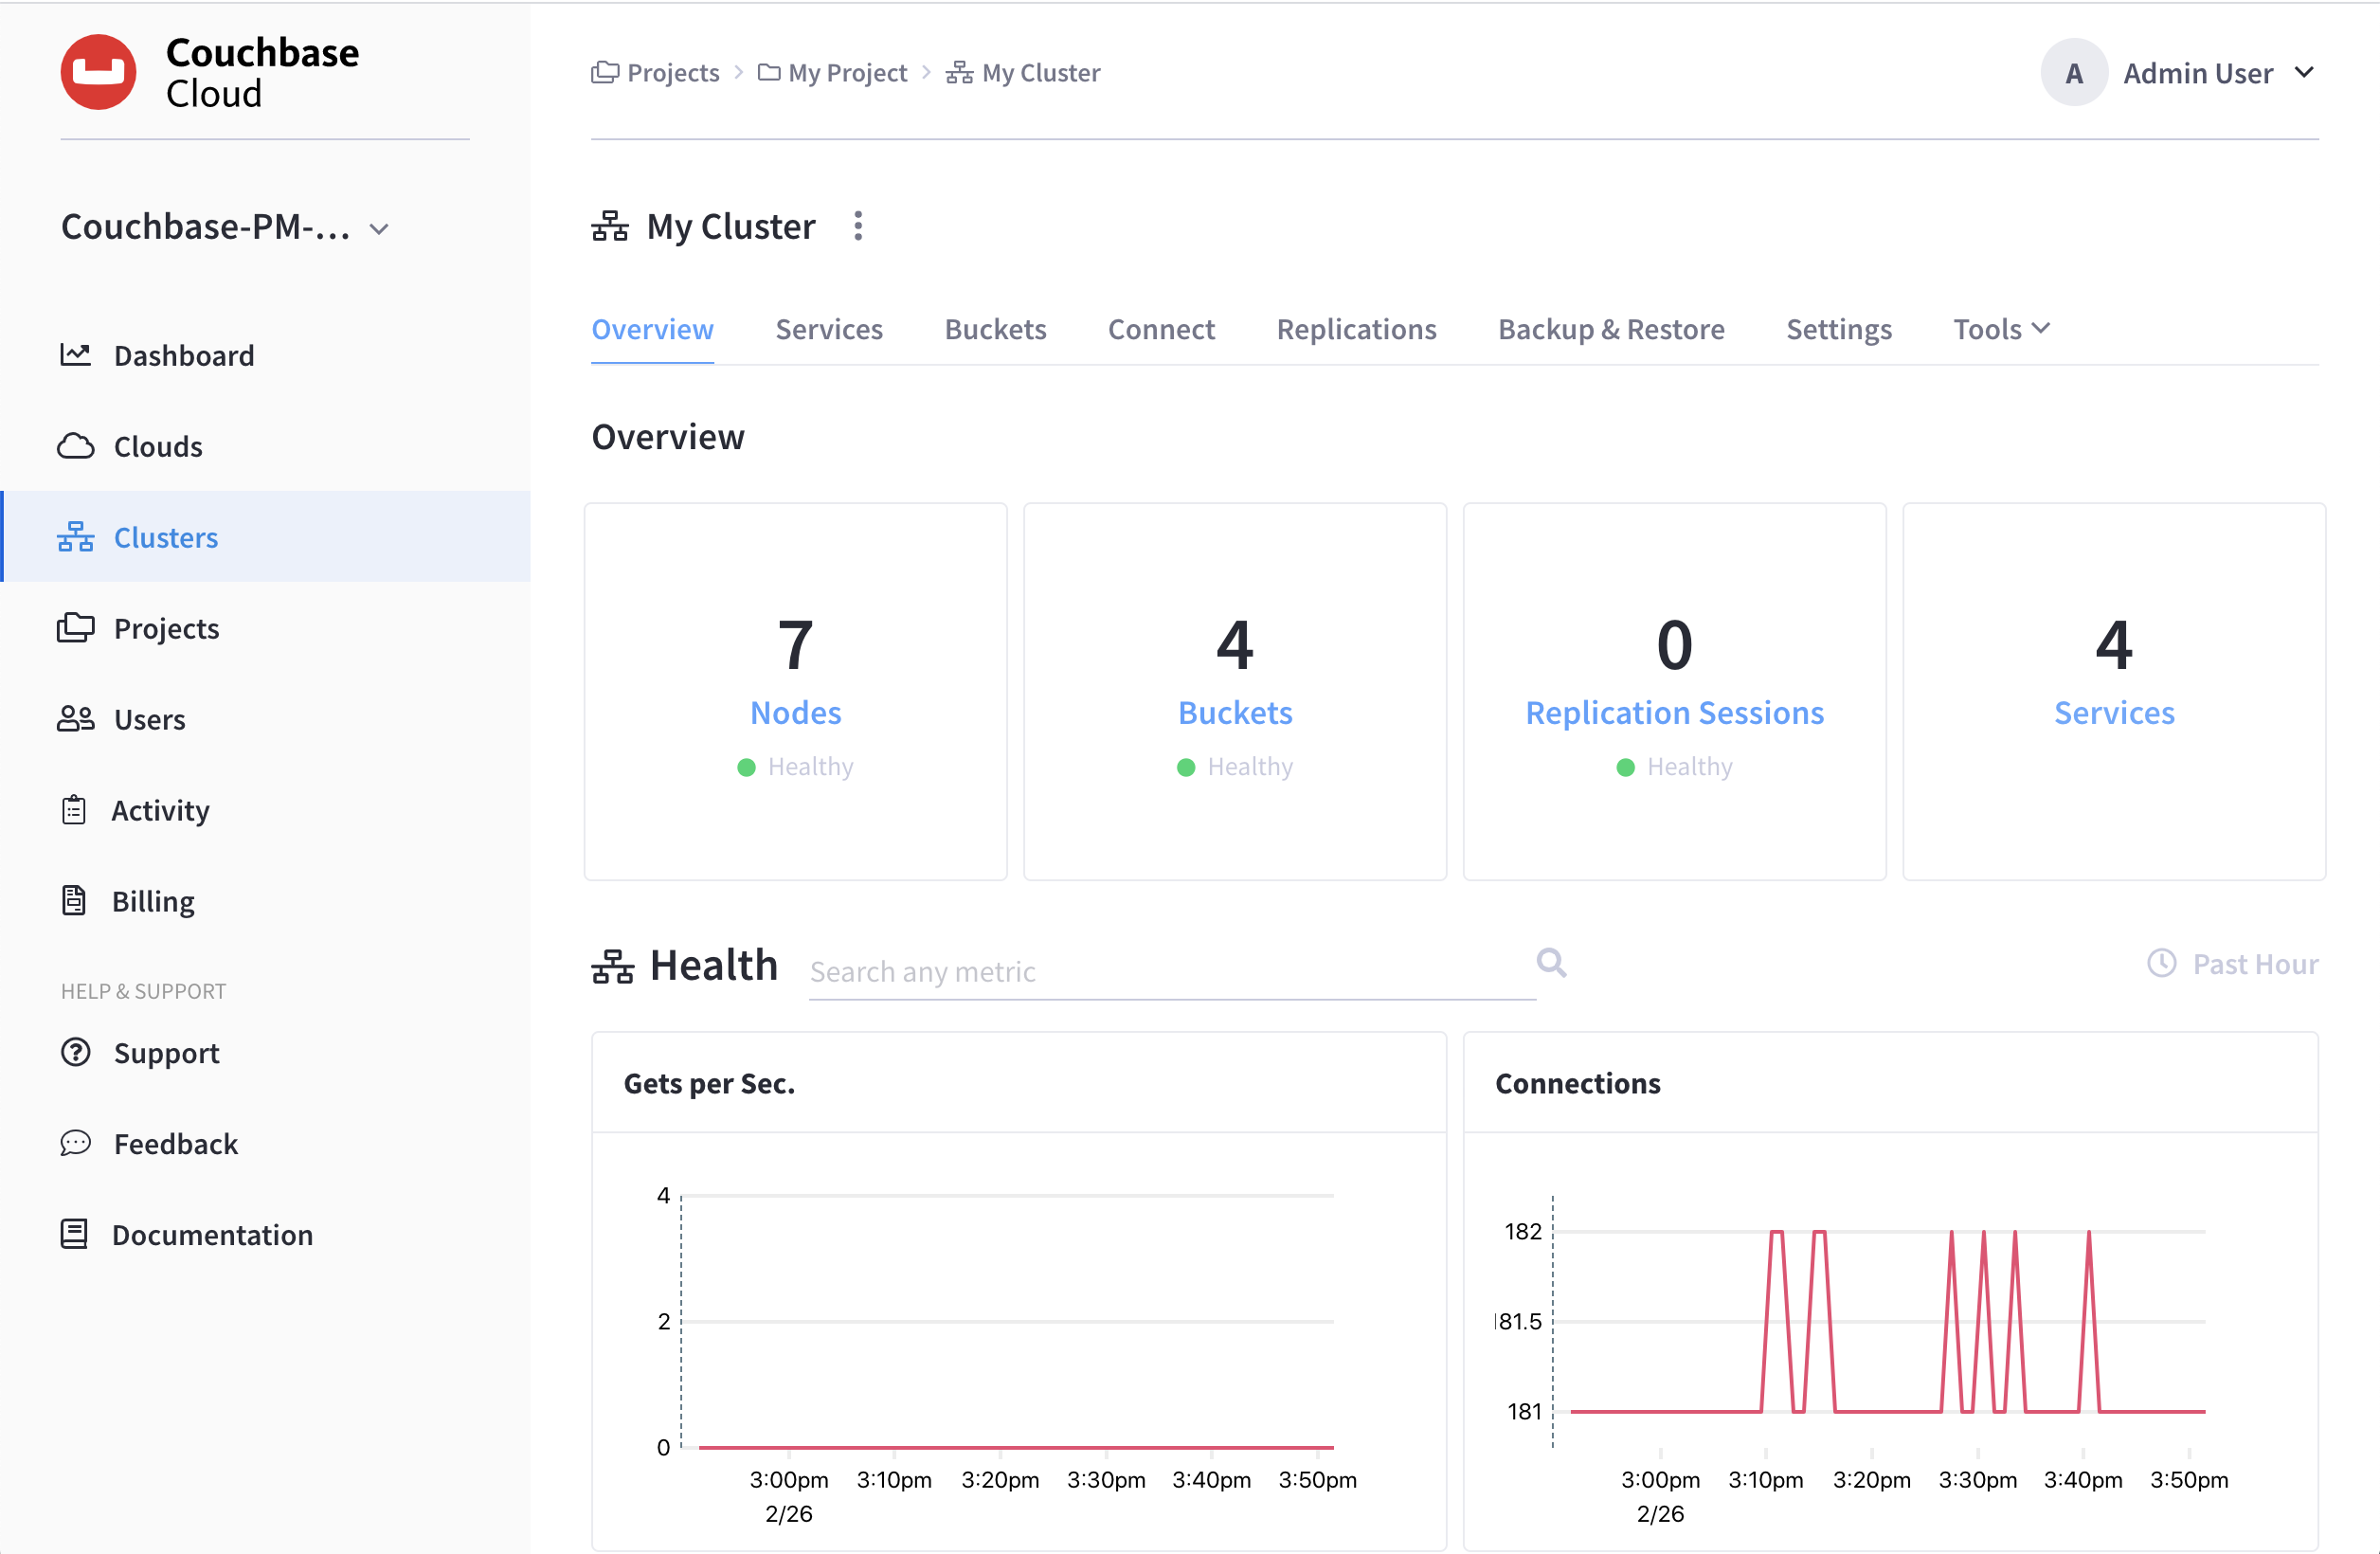 Couchbase
Cloud
Couchbase-PM-...
Dashboard
Clouds
Clusters
Projects
Users
Activity
Billing
HELP & SUPPORT
Support
Feedback
Documentation
Projects > My Project > My Cluster
A Admin User
My Cluster
Overview Services Buckets Connect Replications Backup & Restore Settings Tools
Overview
7
Nodes
Healthy
4
Buckets
Healthy
0
Replication Sessions
Healthy
4
Services
Health Search any metric Past Hour
Gets per Sec.
4
2
0
3:00pm 3:10pm 3:20pm 3:30pm 3:40pm 3:50pm
2/26
Connections
182
181.5
181
3:00pm 3:10pm 3:20pm 3:30pm 3:40pm 3:50pm
2/26